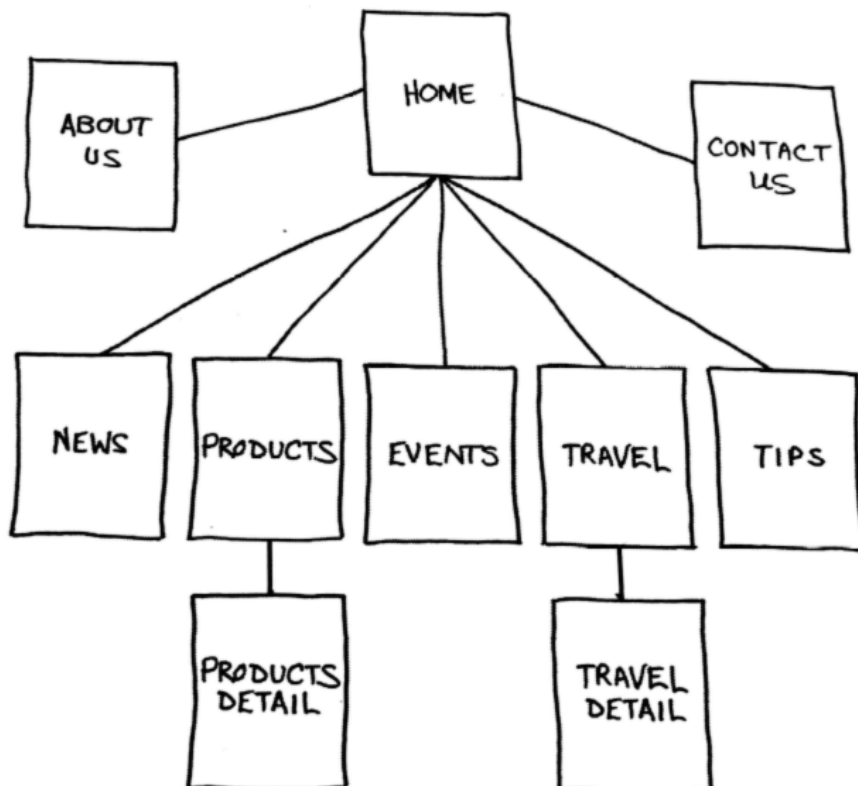 HOME
ABOUT
US
CONTACT
US
NEWS
PRODUCTS
EVENTS
TRAVEL
TIPS
PRODUCTS
DETAIL
TRAVEL
DETAIL